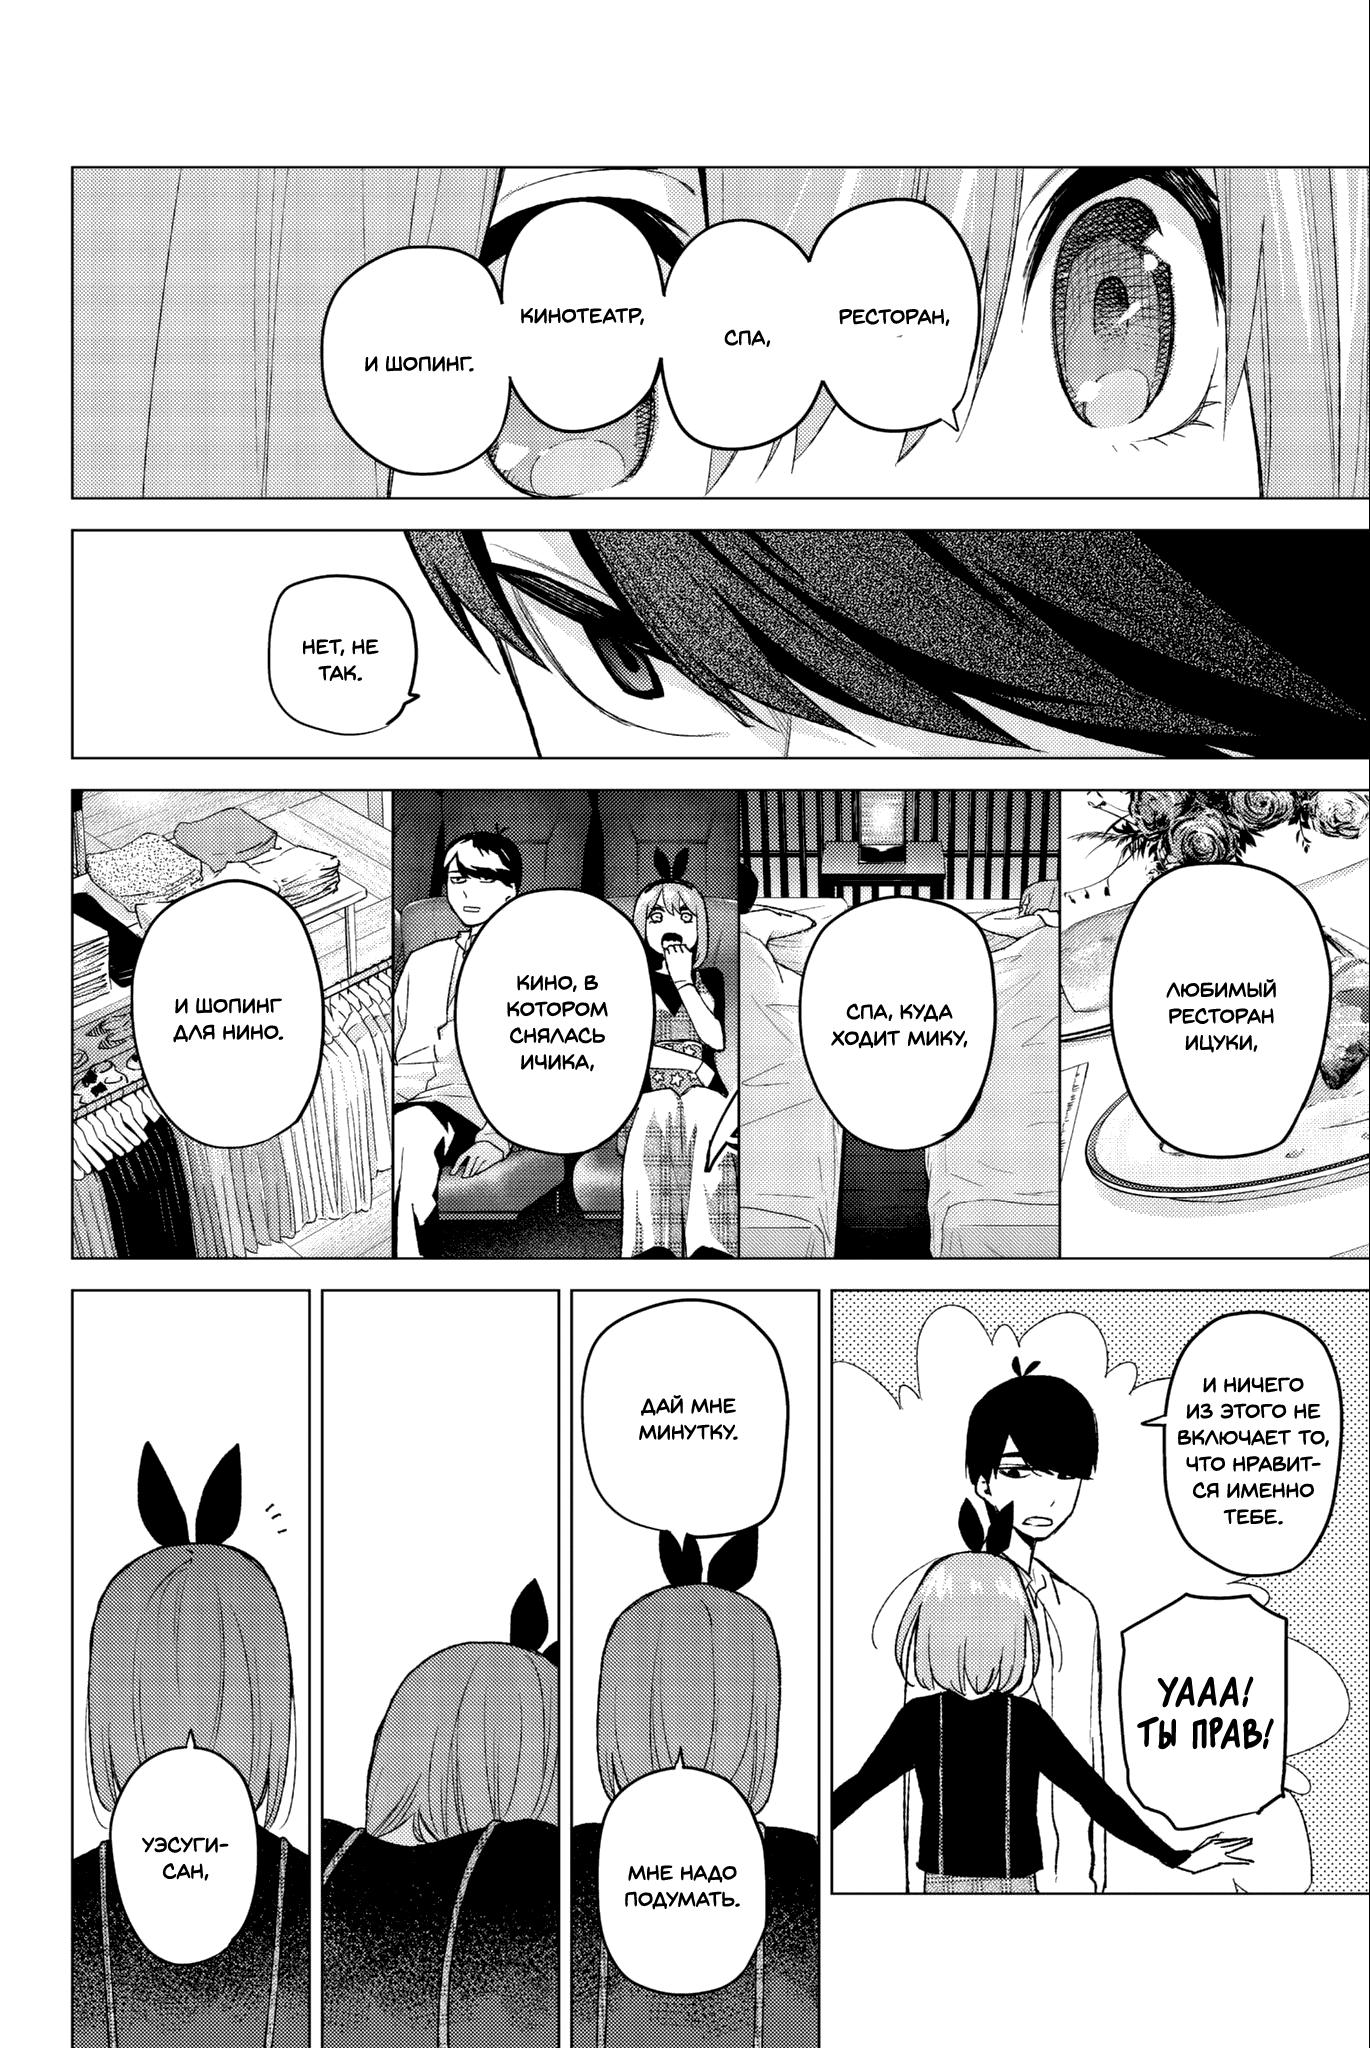 РЕСТОРАН,
СПА,
КИНОТЕАТР,
И ШОПИНГ.
НЕТ, НЕ
ТАК.
ЛЮБИМЫЙ
РЕСТОРАН
ИЦУКИ,
СПА, КУДА
ХОДИТ МИКУ,
КИНО, В
КОТОРОМ
СНЯЛАСЬ
ИЧИКА,
И ШОПИНГ
ДЛЯ НИНО.
И НИЧЕГО
ИЗ ЭТОГО НЕ
ВКЛЮЧАЕТ ТО,
ЧТО НРАВИТ-
СЯ ИМЕННО
ТЕБЕ.
УААА!
ТЫ ПРАВ!
ДАЙ МНЕ
МИНУТКУ.
МНЕ НАДО
ПОДУМАТЬ.
УЭСУГИ-
САН,